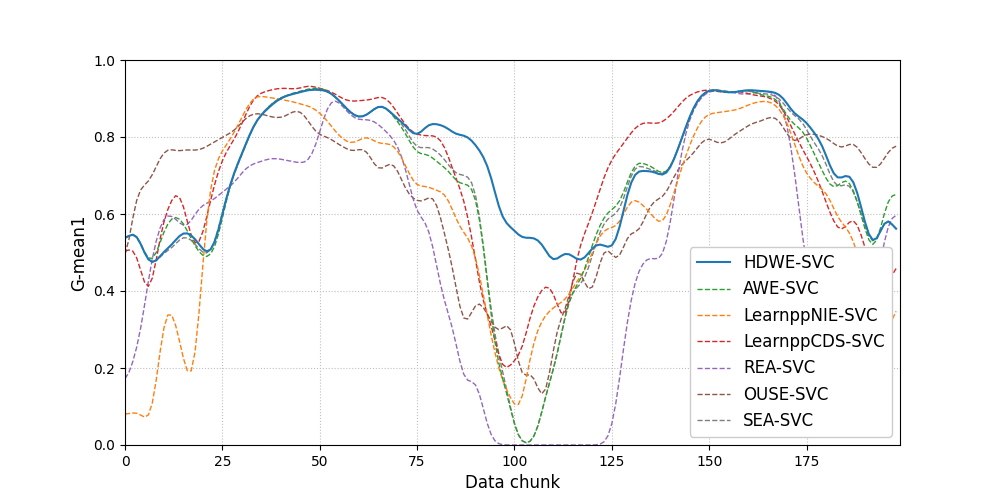 1.0
0.8
0.6
0.4
0.2
0.0
G-mean1
0 25 50 75 100 125 150 175
Data chunk
HDWE-SVC
AWE-SVC
LearnppNIE-SVC
LearnppCDS-SVC
REA-SVC
OUSE-SVC
SEA-SVC